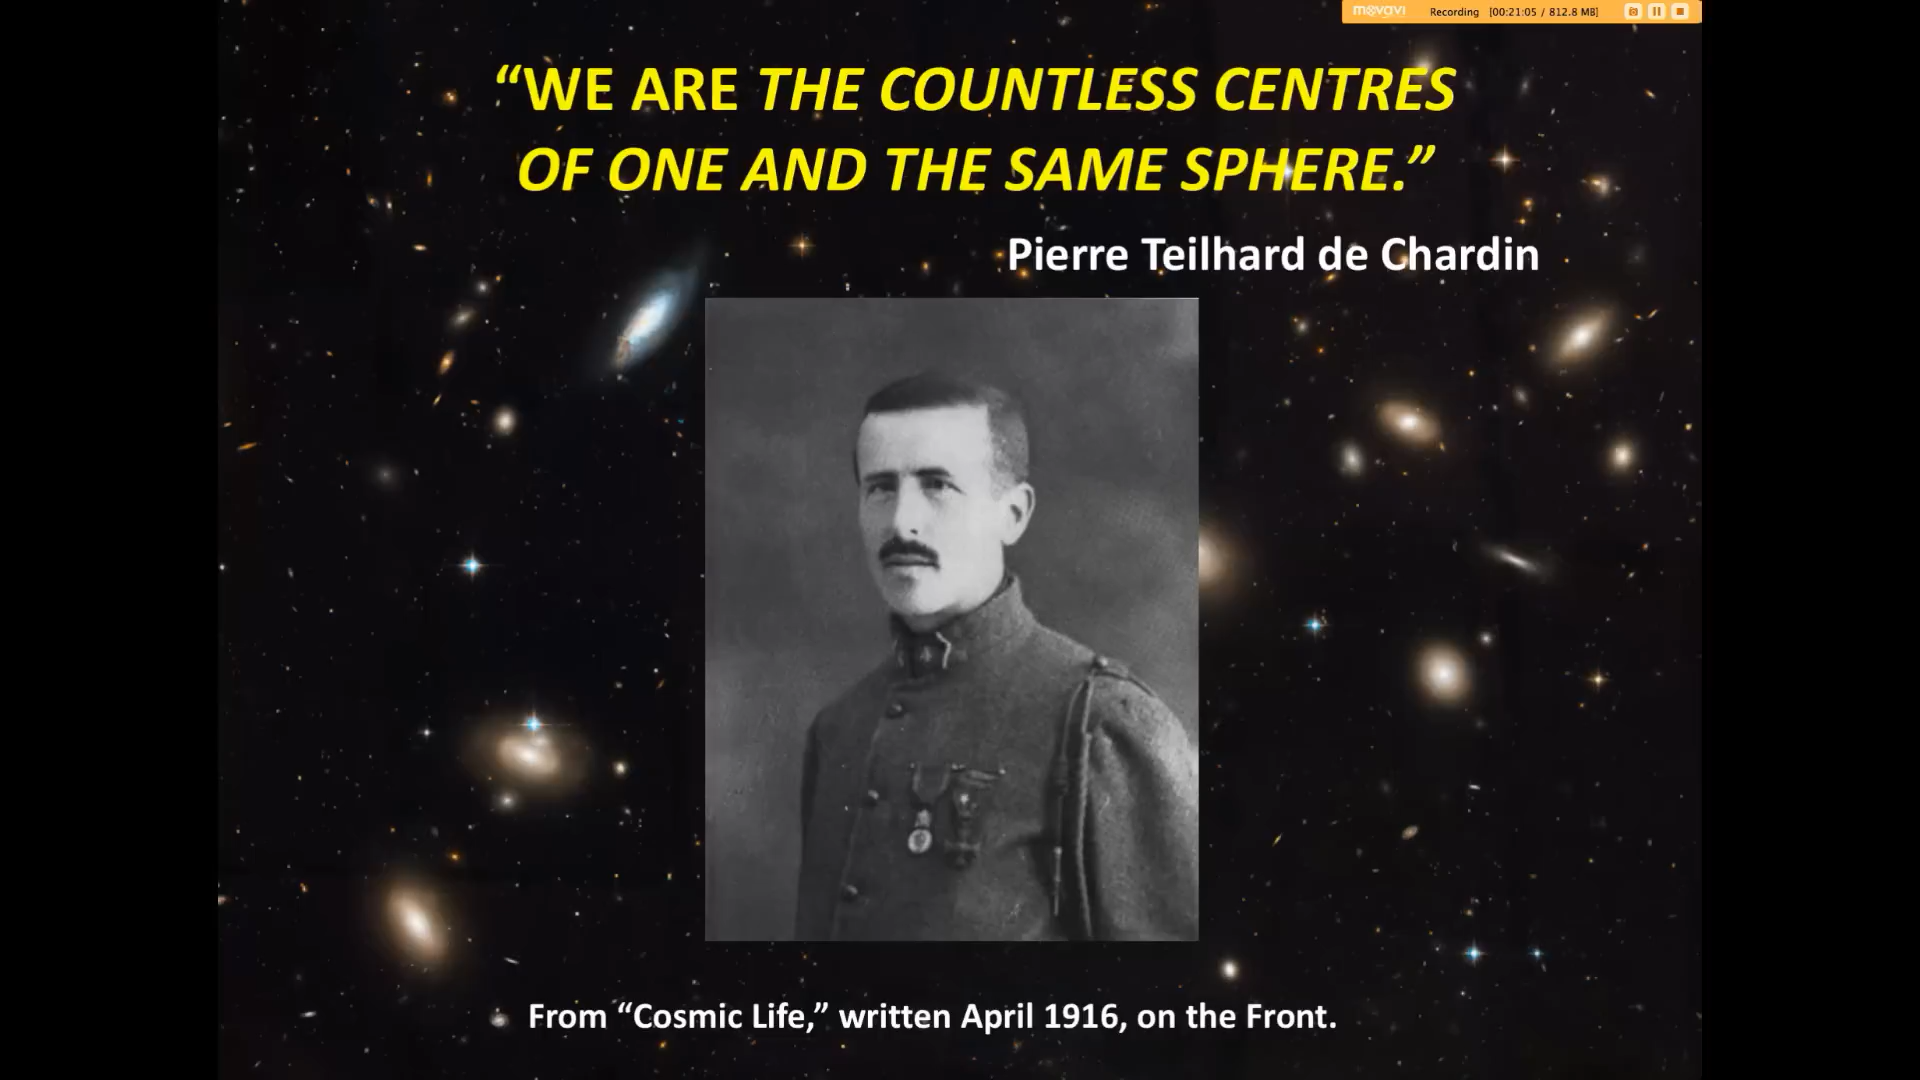 movavi Recording [00:21:05 / 812.8 MB]
“WE ARE THE COUNTLESS CENTRES
OF ONE AND THE SAME SPHERE.”
Pierre Teilhard de Chardin
From “Cosmic Life,” written April 1916, on the Front.